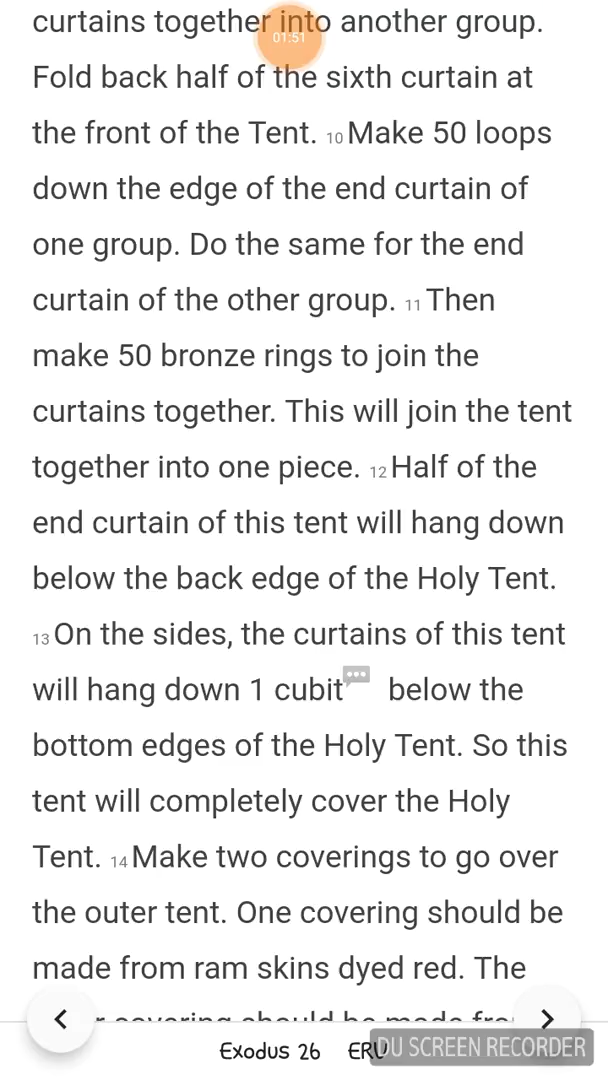 curtains together into another group.
01:51
Fold back half of the sixth curtain at
the front of the Tent. 10 Make 50 loops
down the edge of the end curtain of
one group. Do the same for the end
curtain of the other group. 11 Then
make 50 bronze rings to join the
curtains together. This will join the tent
together into one piece. 12 Half of the
end curtain of this tent will hang down
below the back edge of the Holy Tent.
13 On the sides, the curtains of this tent
will hang down 1 cubit below the
bottom edges of the Holy Tent. So this
tent will completely cover the Holy
Tent. 14 Make two coverings to go over
the outer tent. One covering should be
made from ram skins dyed red. The
covering should be made
Exodus 26 ERV
DU SCREEN RECORDER